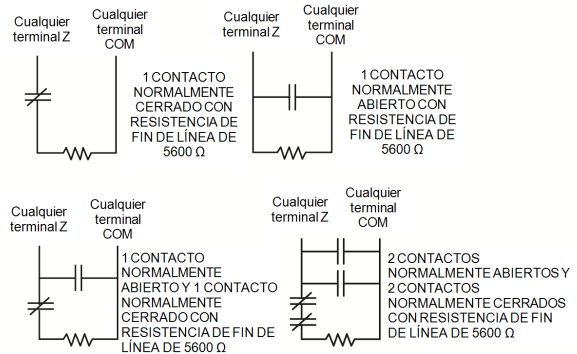 Cualquier
terminal Z
Cualquier
terminal
COM
1 CONTACTO
NORMALMENTE
CERRADO CON
RESISTENCIA DE
FIN DE LÍNEA DE
5600 Ω
Cualquier
terminal Z
Cualquier
terminal
COM
1 CONTACTO
NORMALMENTE
ABIERTO CON
RESISTENCIA DE
FIN DE LÍNEA DE
5600 Ω
Cualquier
terminal Z
Cualquier
terminal
COM
1 CONTACTO
NORMALMENTE
ABIERTO Y 1 CONTACTO
NORMALMENTE
CERRADO CON
RESISTENCIA DE FIN DE
LÍNEA DE 5600 Ω
Cualquier
terminal Z
Cualquier
terminal
COM
2 CONTACTOS
NORMALMENTE ABIERTOS Y
2 CONTACTOS
NORMALMENTE CERRADOS
CON RESISTENCIA DE FIN
DE LÍNEA DE 5600 Ω